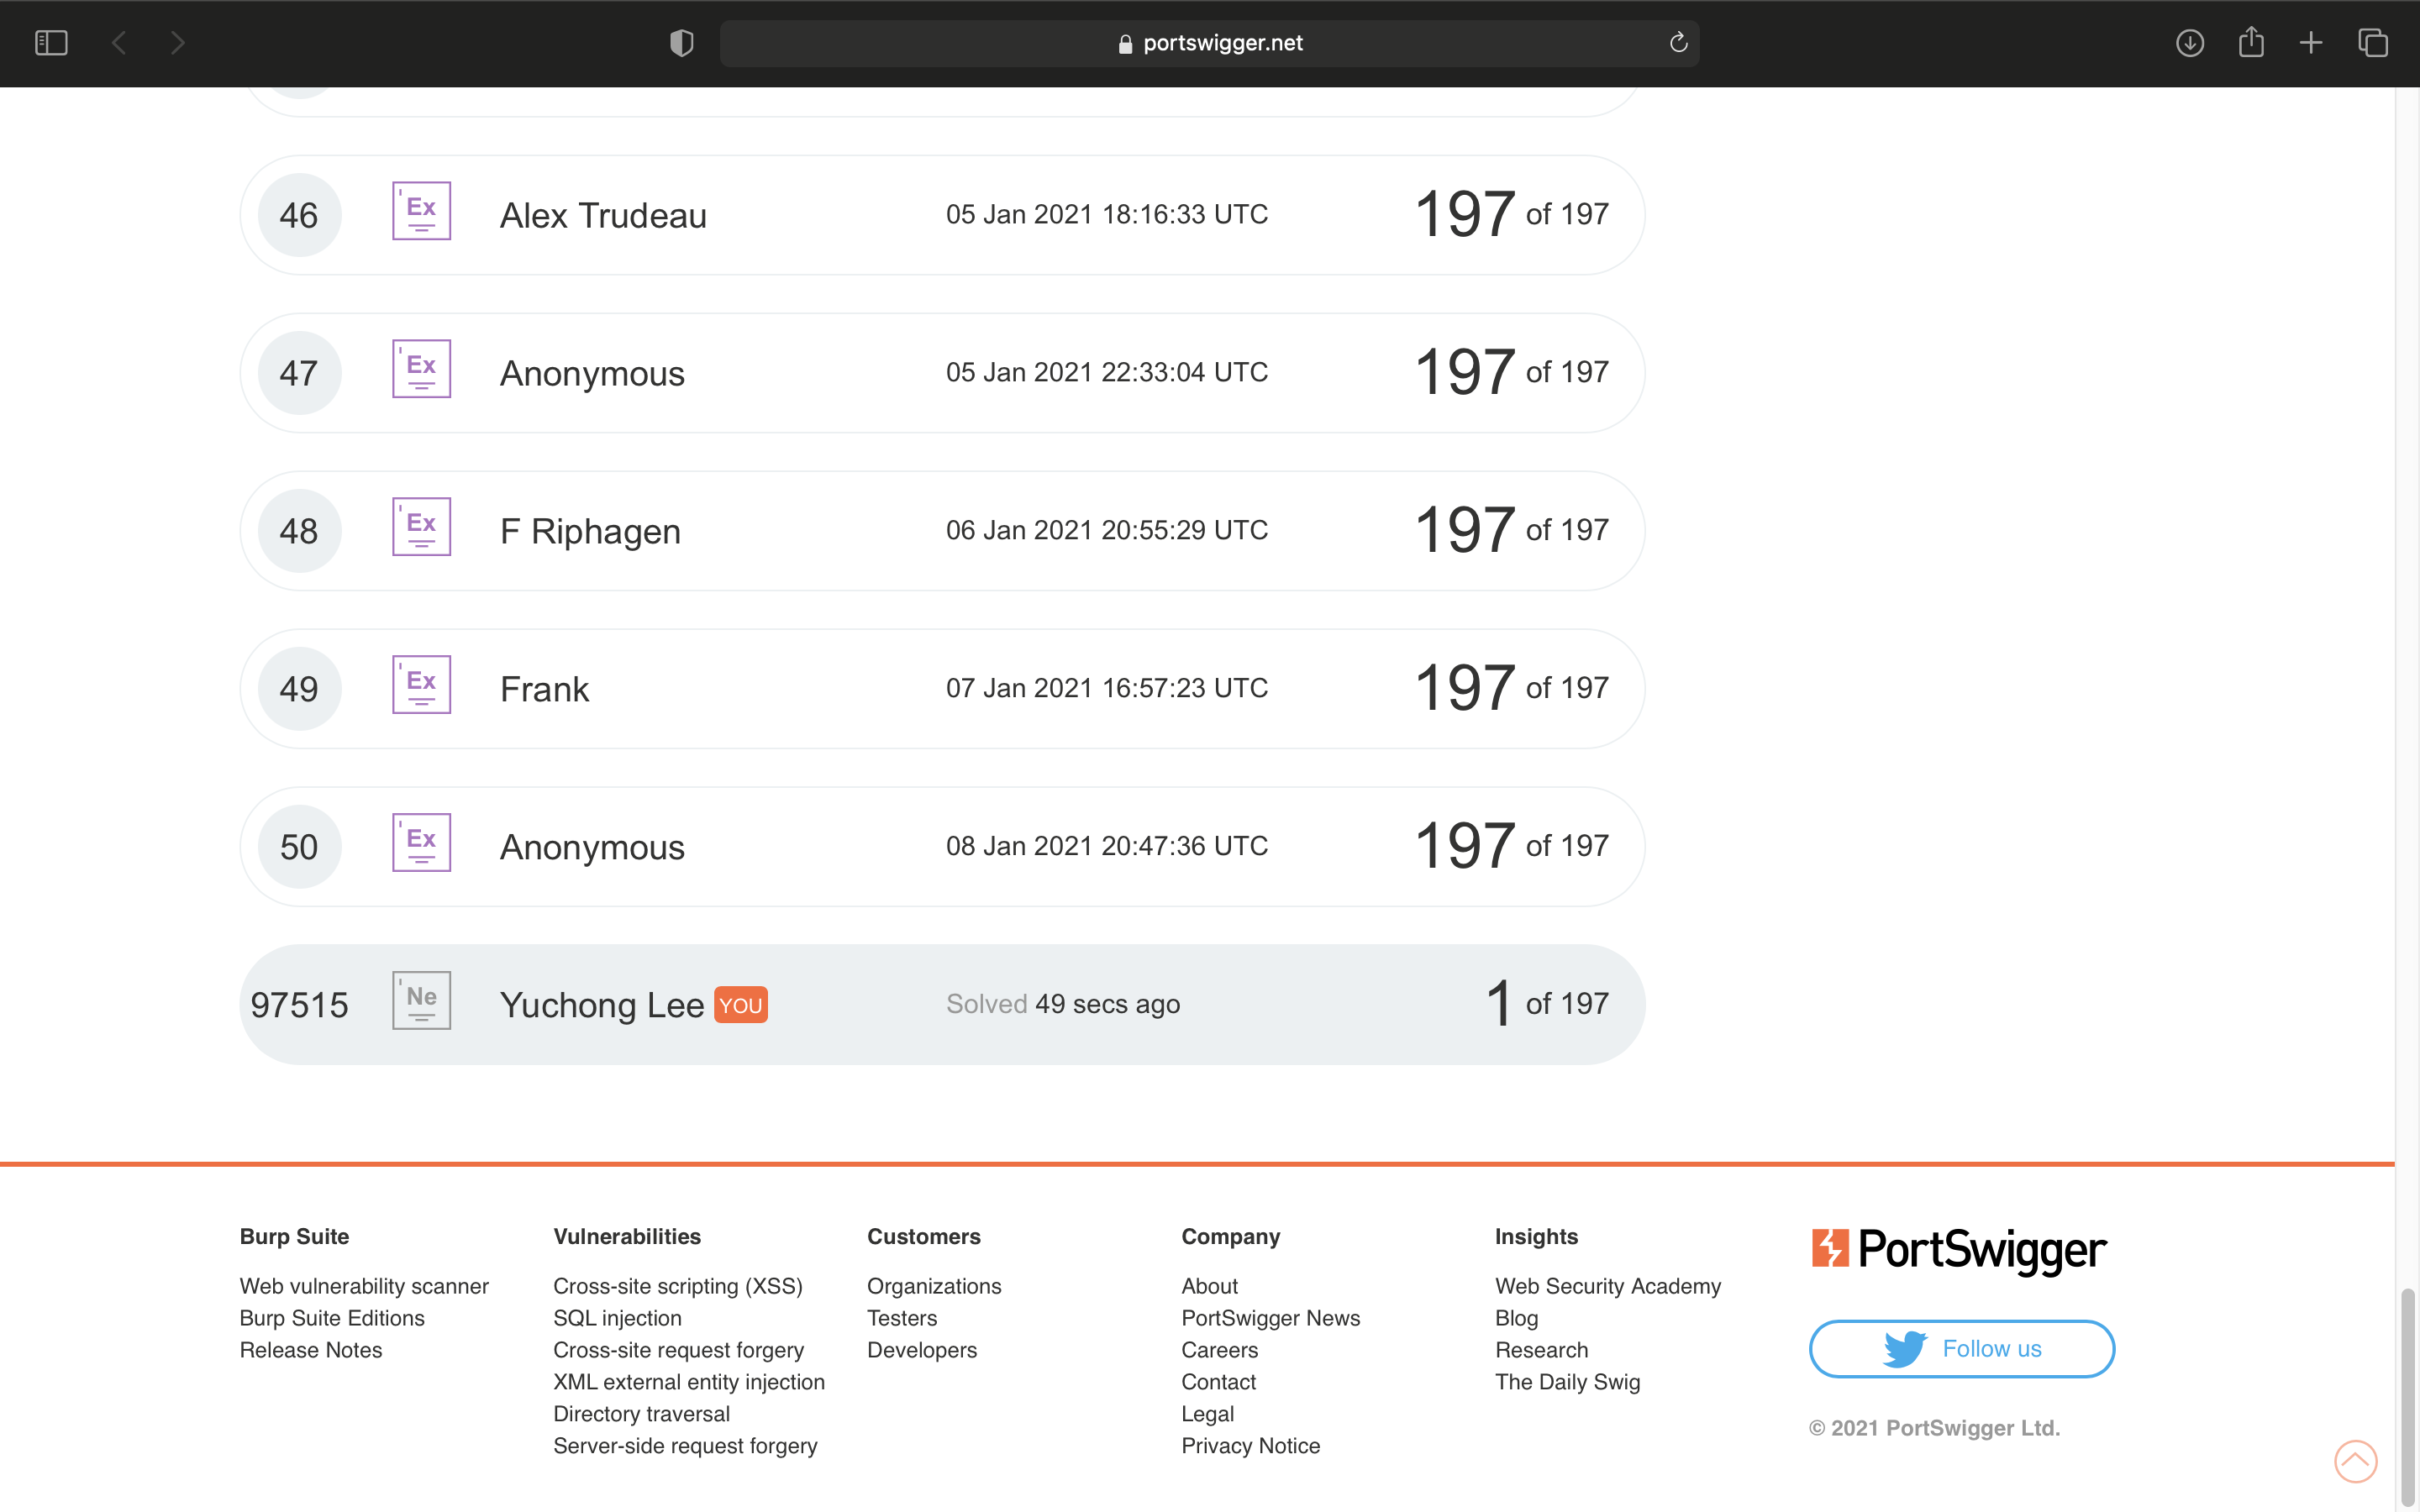 portswigger.net
46 Ex Alex Trudeau 05 Jan 2021 18:16:33 UTC 197 of 197
47 Ex Anonymous 05 Jan 2021 22:33:04 UTC 197 of 197
48 Ex F Riphagen 06 Jan 2021 20:55:29 UTC 197 of 197
49 Ex Frank 07 Jan 2021 16:57:23 UTC 197 of 197
50 Ex Anonymous 08 Jan 2021 20:47:36 UTC 197 of 197
97515 Ne Yuchong Lee YOU Solved 49 secs ago 1 of 197
Burp Suite
Web vulnerability scanner
Burp Suite Editions
Release Notes
Vulnerabilities
Cross-site scripting (XSS)
SQL injection
Cross-site request forgery
XML external entity injection
Directory traversal
Server-side request forgery
Customers
Organizations
Testers
Developers
Company
About
PortSwigger News
Careers
Contact
Legal
Privacy Notice
Insights
Web Security Academy
Blog
Research
The Daily Swig
PortSwigger
Follow us
© 2021 PortSwigger Ltd.